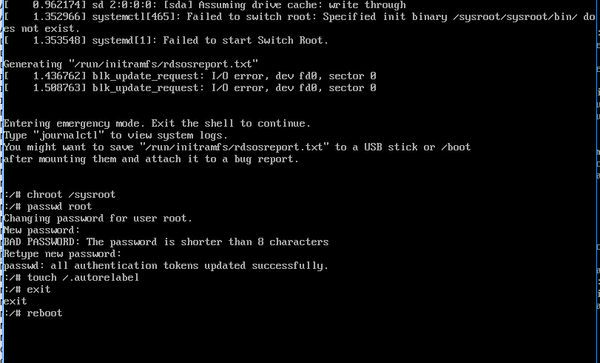 [    0.962174] sd 2:0:0:0: [sda] Assuming drive cache: write through
[    1.352966] systemctl[465]: Failed to switch root: Specified init binary /sysroot/sysroot/bin/ do
es not exist.
[    1.353548] systemd[1]: Failed to start Switch Root.
Generating "/run/initramfs/rdsosreport.txt"
[    1.436762] blk_update_request: I/O error, dev fd0, sector 0
[    1.508763] blk_update_request: I/O error, dev fd0, sector 0
Entering emergency mode. Exit the shell to continue.
Type "journalctl" to view system logs.
You might want to save "/run/initramfs/rdsosreport.txt" to a USB stick or /boot
after mounting them and attach it to a bug report.
:/# chroot /sysroot
:/# passwd root
Changing password for user root.
New password:
BAD PASSWORD: The password is shorter than 8 characters
Retype new password:
passwd: all authentication tokens updated successfully.
:/# touch /.autorelabel
:/# exit
exit
:/# reboot